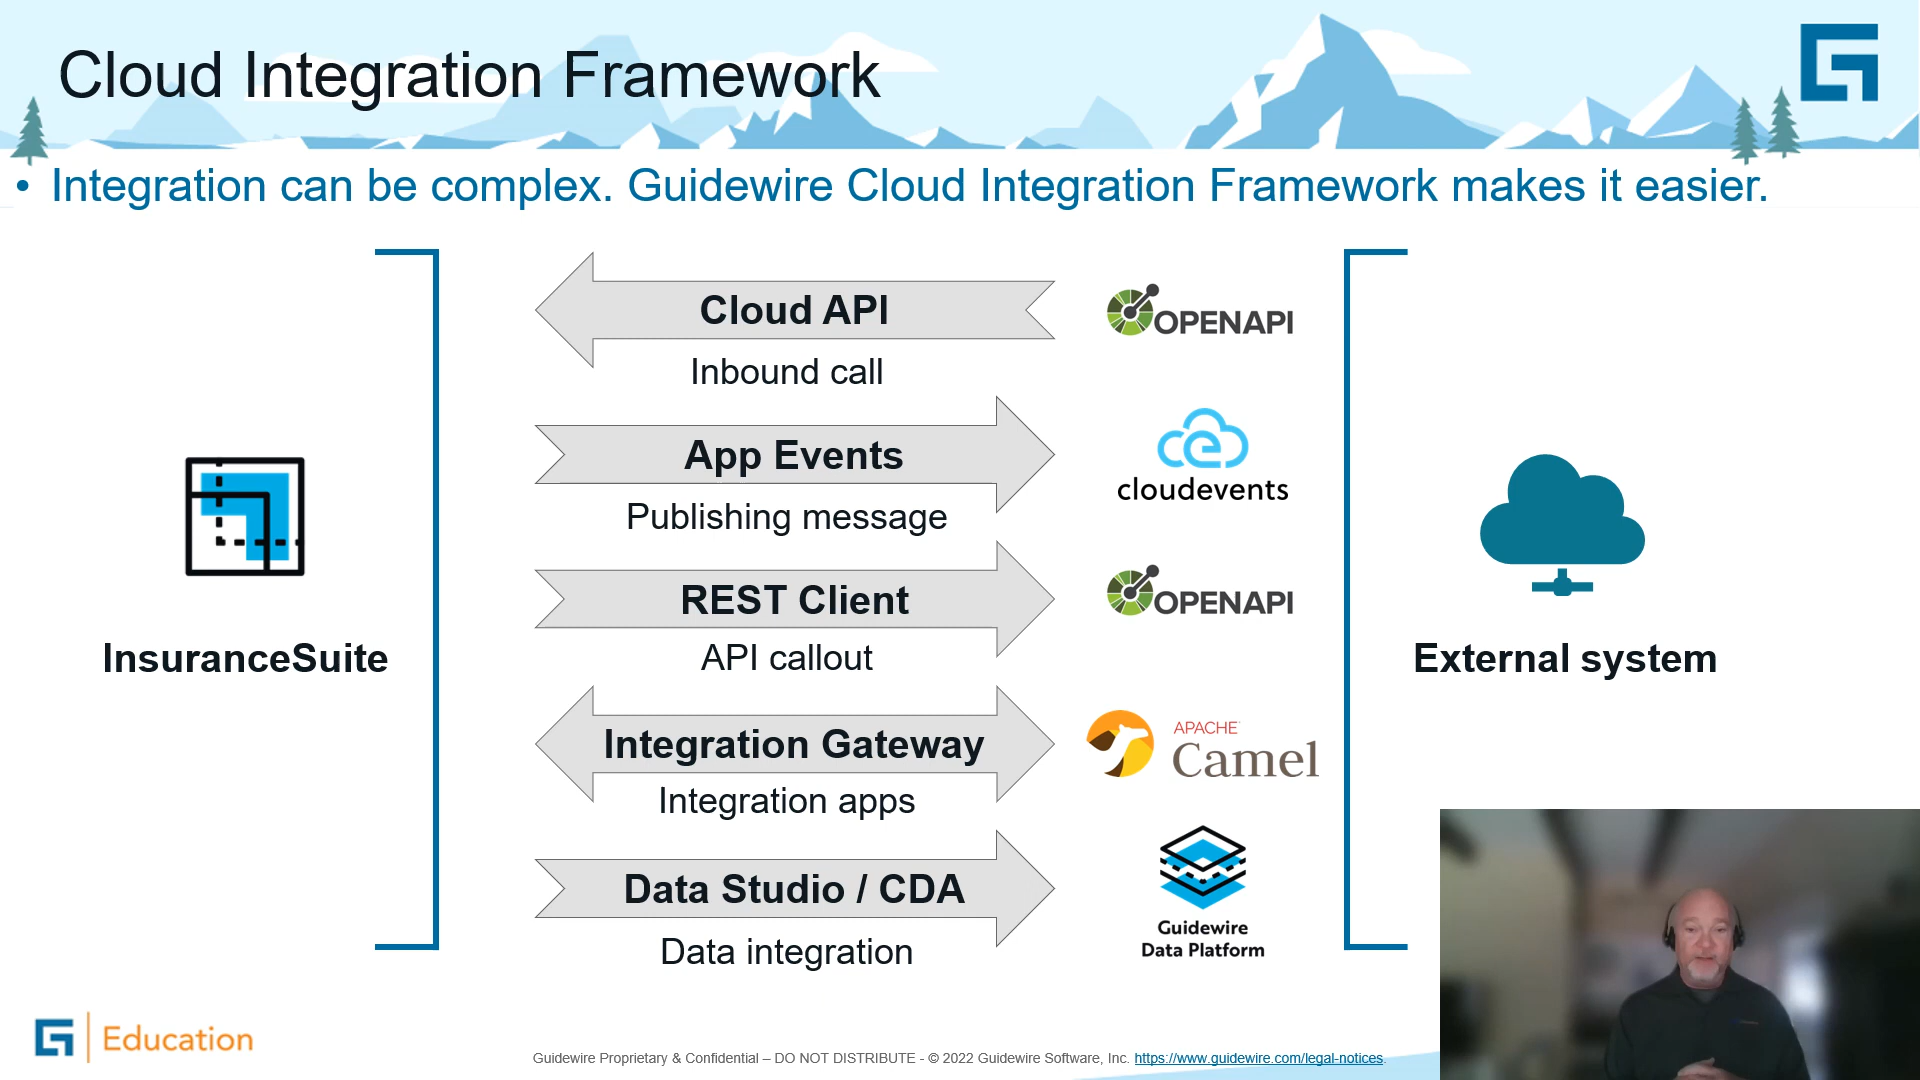 Cloud Integration Framework
• Integration can be complex. Guidewire Cloud Integration Framework makes it easier.
Cloud API
OPENAPI
Inbound call
App Events
cloudevents
Publishing message
REST Client
OPENAPI
API callout
InsuranceSuite
External system
Integration Gateway
APACHE
Camel
Integration apps
Data Studio / CDA
Guidewire
Data Platform
Data integration
Education
Guidewire Proprietary & Confidential – DO NOT DISTRIBUTE - © 2022 Guidewire Software, Inc. https://www.guidewire.com/legal-notices.